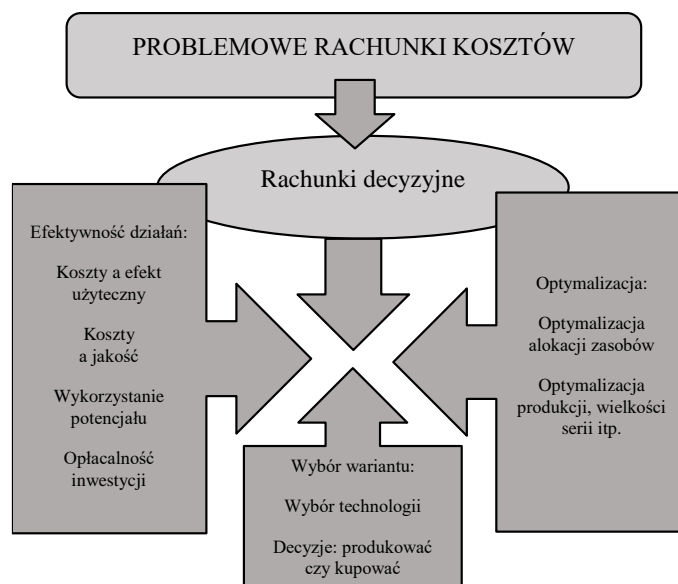 PROBLEMOWE RACHUNKI KOSZTÓW
Rachunki decyzyjne
Efektywność działań:
Koszty a efekt
użyteczny
Koszty
a jakość
Wykorzystanie
potencjału
Opłacalność
inwestycji
Optymalizacja:
Optymalizacja
alokacji zasobów
Optymalizacja
produkcji, wielkości
serii itp.
Wybór wariantu:
Wybór technologii
Decyzje: produkować
czy kupować